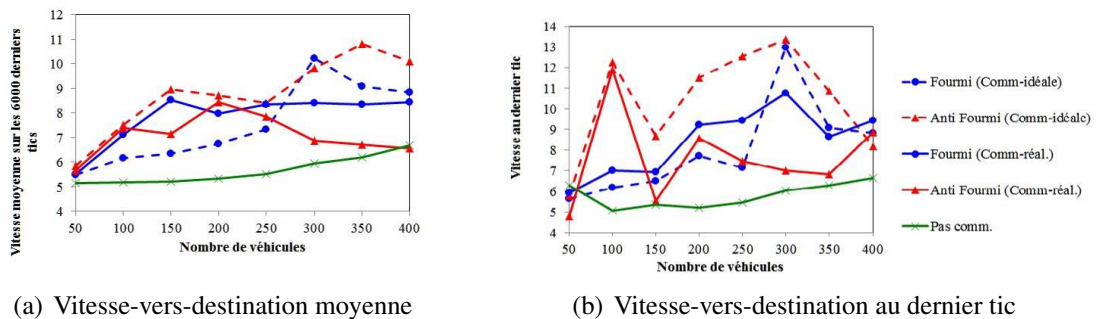 Vitesse moyenne sur les 6000 derniers
tics
12
11
10
9
8
7
6
5
4
50 100 150 200 250 300 350 400
Nombre de véhicules
Vitesse au dernier tic
14
13
12
11
10
9
8
7
6
5
4
50 100 150 200 250 300 350 400
Nombre de véhicules
Fourmi (Comm-idéale)
Anti Fourmi (Comm-idéale)
Fourmi (Comm-réal.)
Anti Fourmi (Comm-réal.)
Pas comm.
(a) Vitesse-vers-destination moyenne
(b) Vitesse-vers-destination au dernier tic